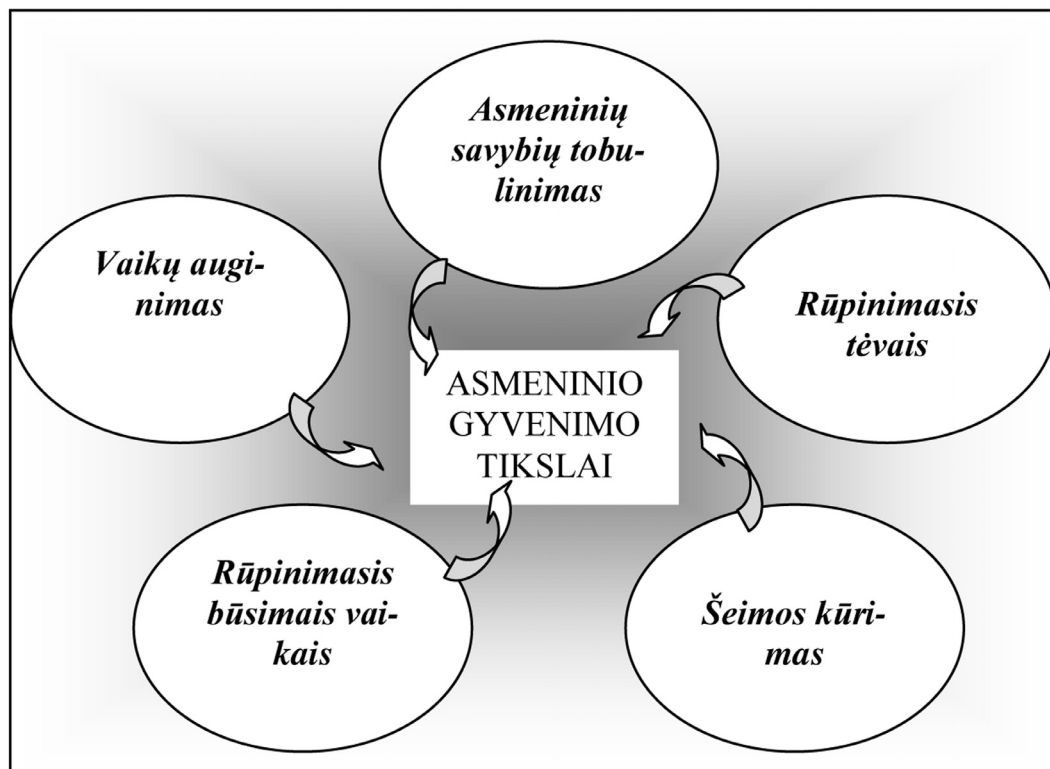 Asmeninių
savybių tobu-
linimas
Vaikų augi-
nimas
Rūpinimasis
tėvais
ASMENINIO
GYVENIMO
TIKSLAI
Rūpinimasis
būsimais vai-
kais
Šeimos kūri-
mas